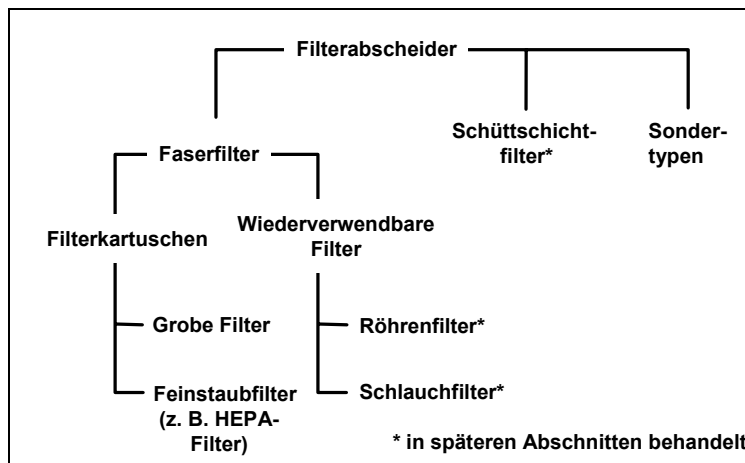 Filterabscheider
Schüttschicht-
filter*
Sonder-
typen
Faserfilter
Filterkartuschen
Wiederverwendbare
Filter
Grobe Filter
Röhrenfilter*
Feinstaubfilter
(z. B. HEPA-
Filter)
Schlauchfilter*
* in späteren Abschnitten behandelt